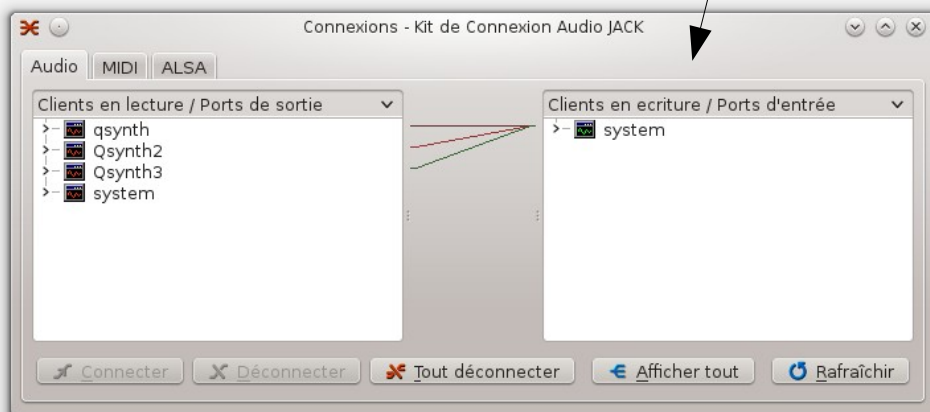 Connexions - Kit de Connexion Audio JACK
Audio MIDI ALSA
Clients en lecture / Ports de sortie
Clients en ecriture / Ports d'entrée
qsynth
Qsynth2
Qsynth3
system
system
Connecter Déconnecter Tout déconnecter Afficher tout Rafraîchir